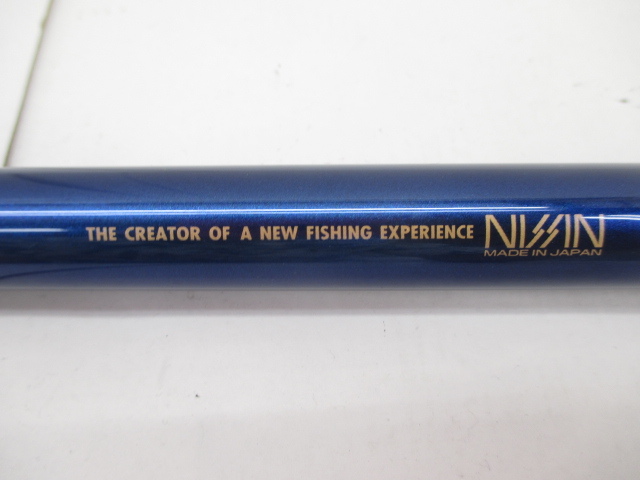 THE CREATOR OF A NEW FISHING EXPERIENCE NISSIN
MADE IN JAPAN